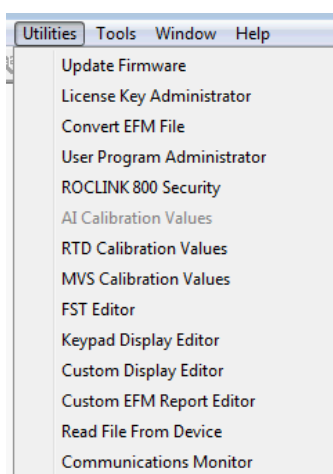 Utilities Tools Window Help
Update Firmware
License Key Administrator
Convert EFM File
User Program Administrator
ROCLINK 800 Security
AI Calibration Values
RTD Calibration Values
MVS Calibration Values
FST Editor
Keypad Display Editor
Custom Display Editor
Custom EFM Report Editor
Read File From Device
Communications Monitor